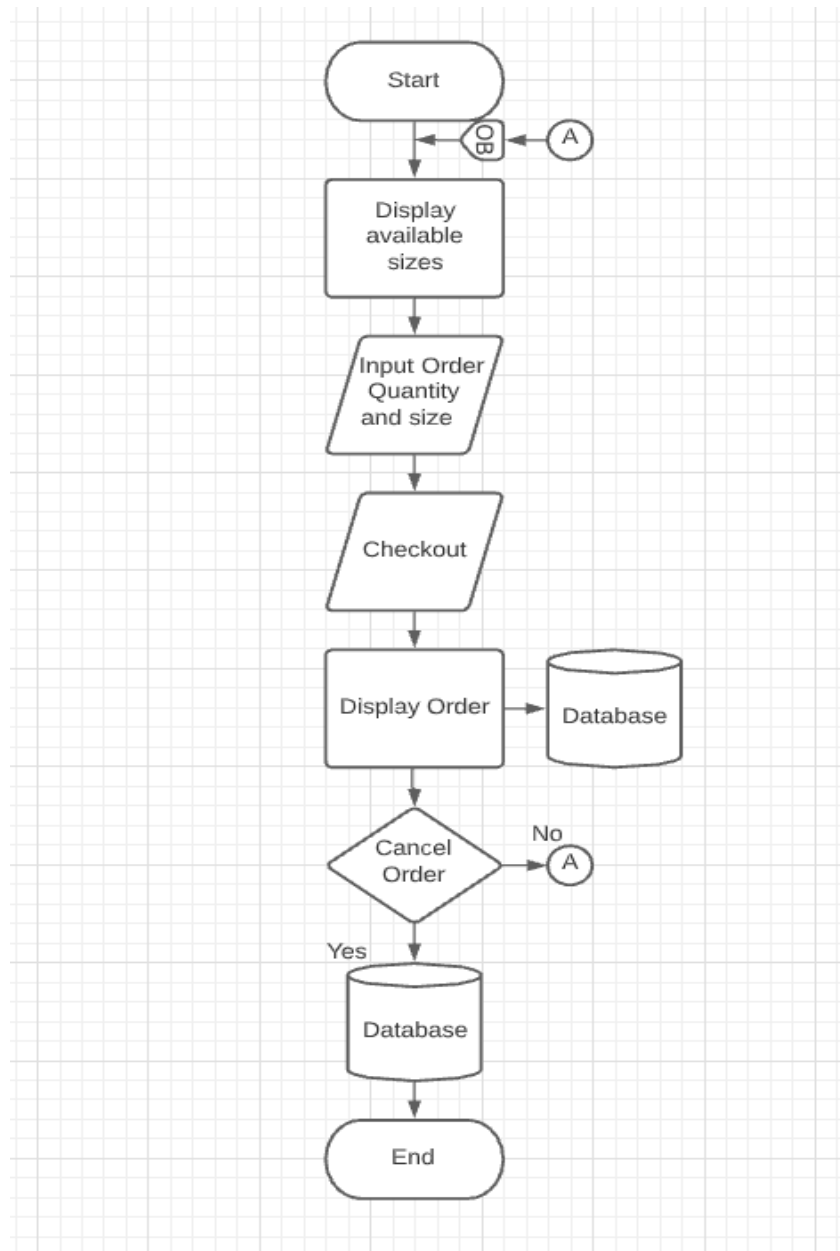 Start
OB
A
Display
available
sizes
Input Order
Quantity
and size
Checkout
Display Order
Database
Cancel
Order
No
A
Yes
Database
End